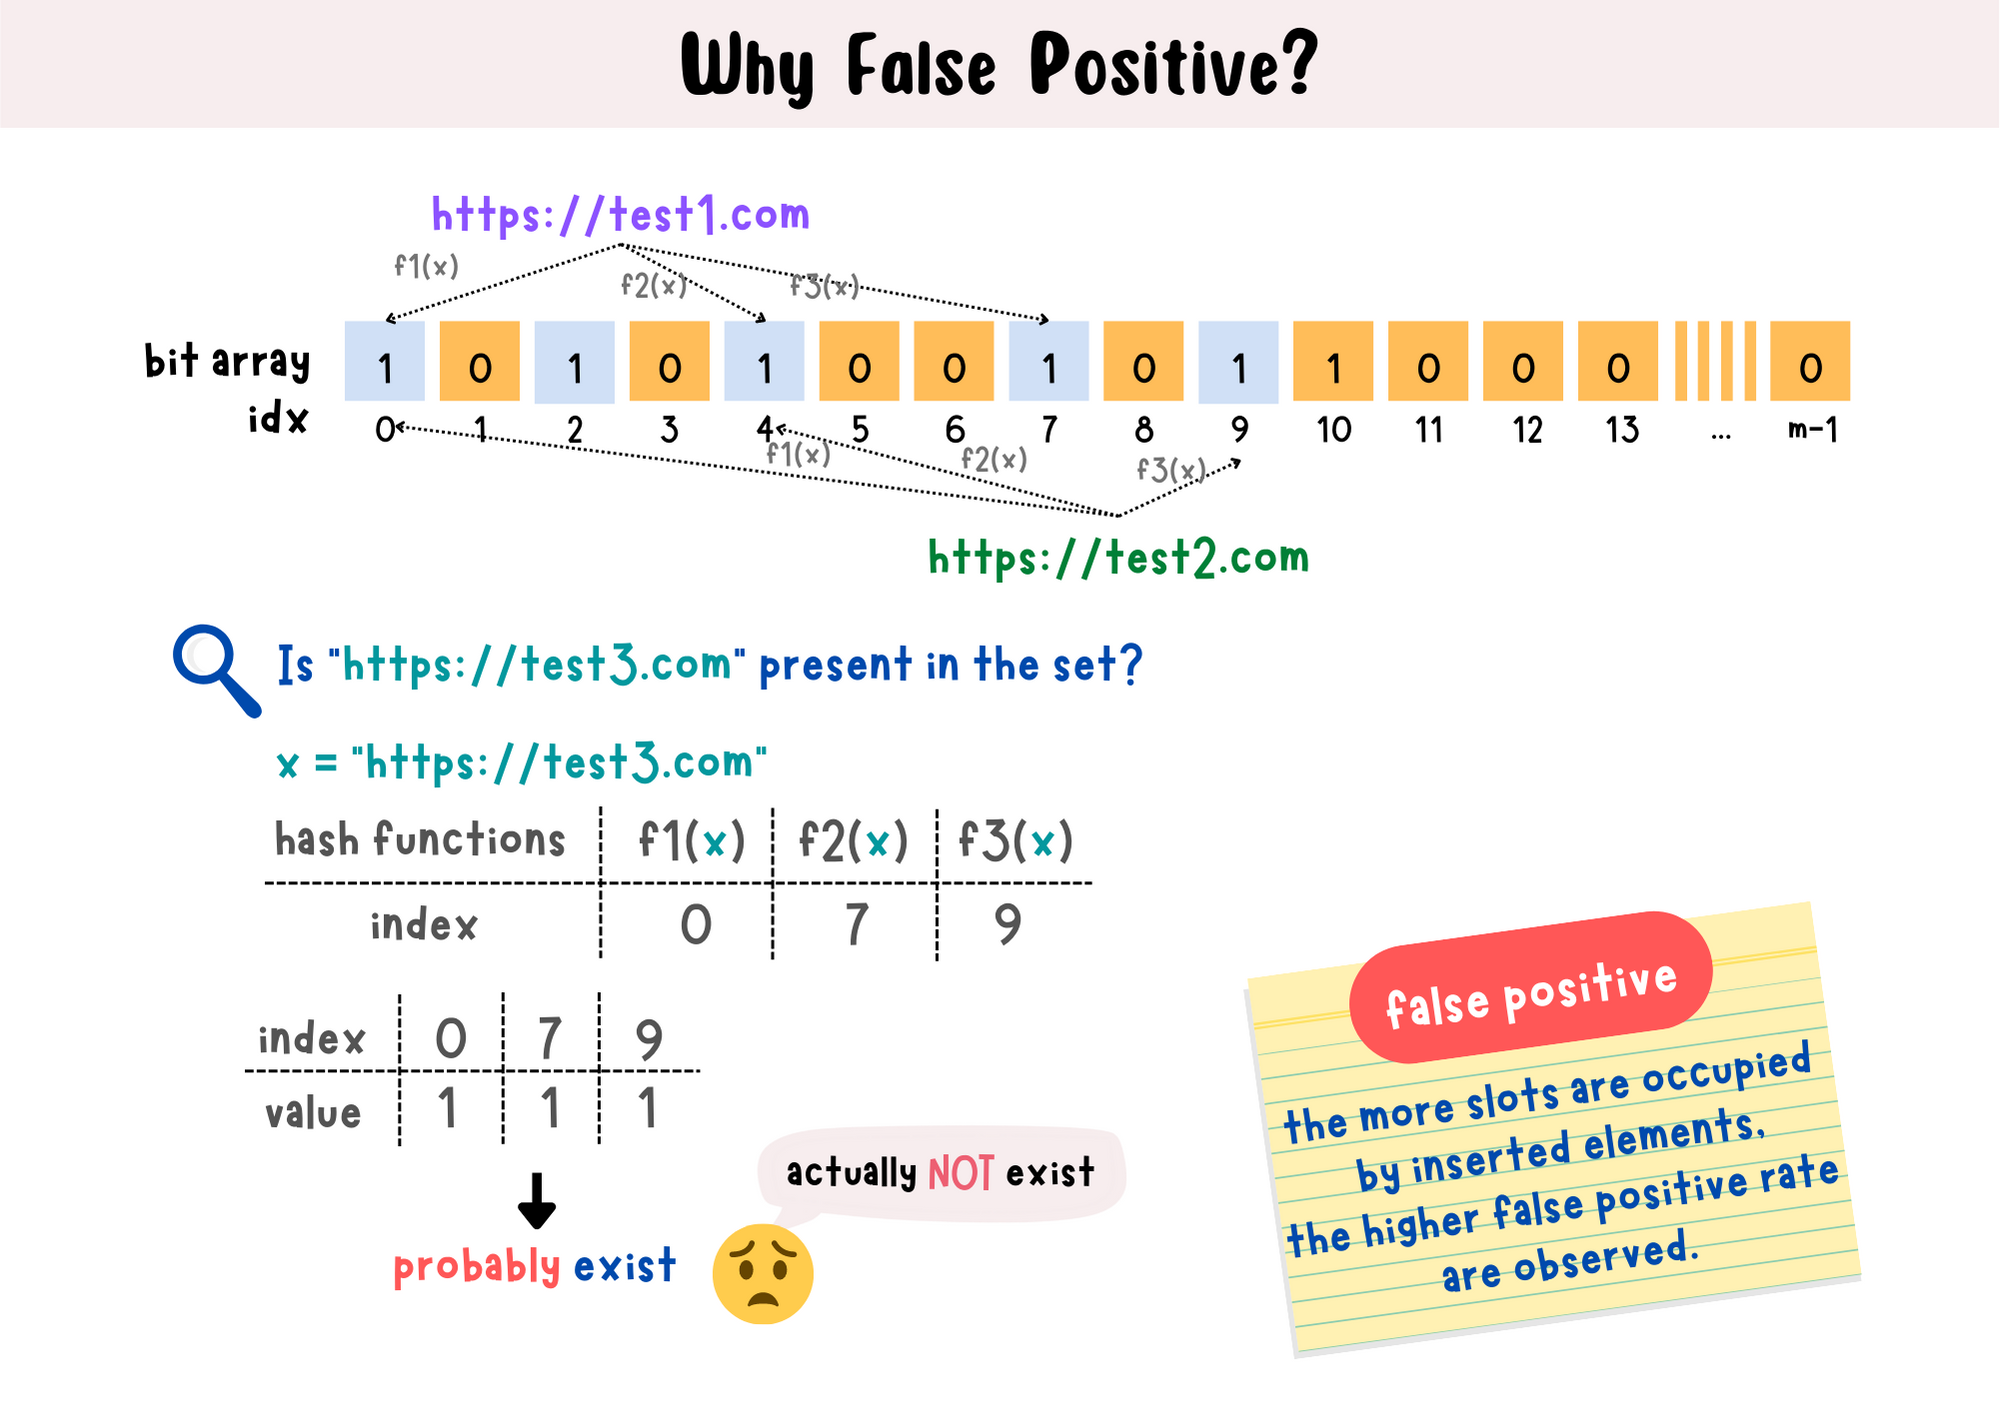 Why False Positive?
https://test1.com
f1(x) f2(x) f3(x)
bit array 1 0 1 0 1 0 0 1 0 1 1 0 0 0 0
idx 0 1 2 3 4 5 6 7 8 9 10 11 12 13 ... m-1
f1(x) f2(x) f3(x)
https://test2.com
Is "https://test3.com" present in the set?
x = "https://test3.com"
hash functions f1(x) f2(x) f3(x)
index 0 7 9
index 0 7 9
value 1 1 1
actually NOT exist
probably exist
false positive
the more slots are occupied
by inserted elements,
the higher false positive rate
are observed.